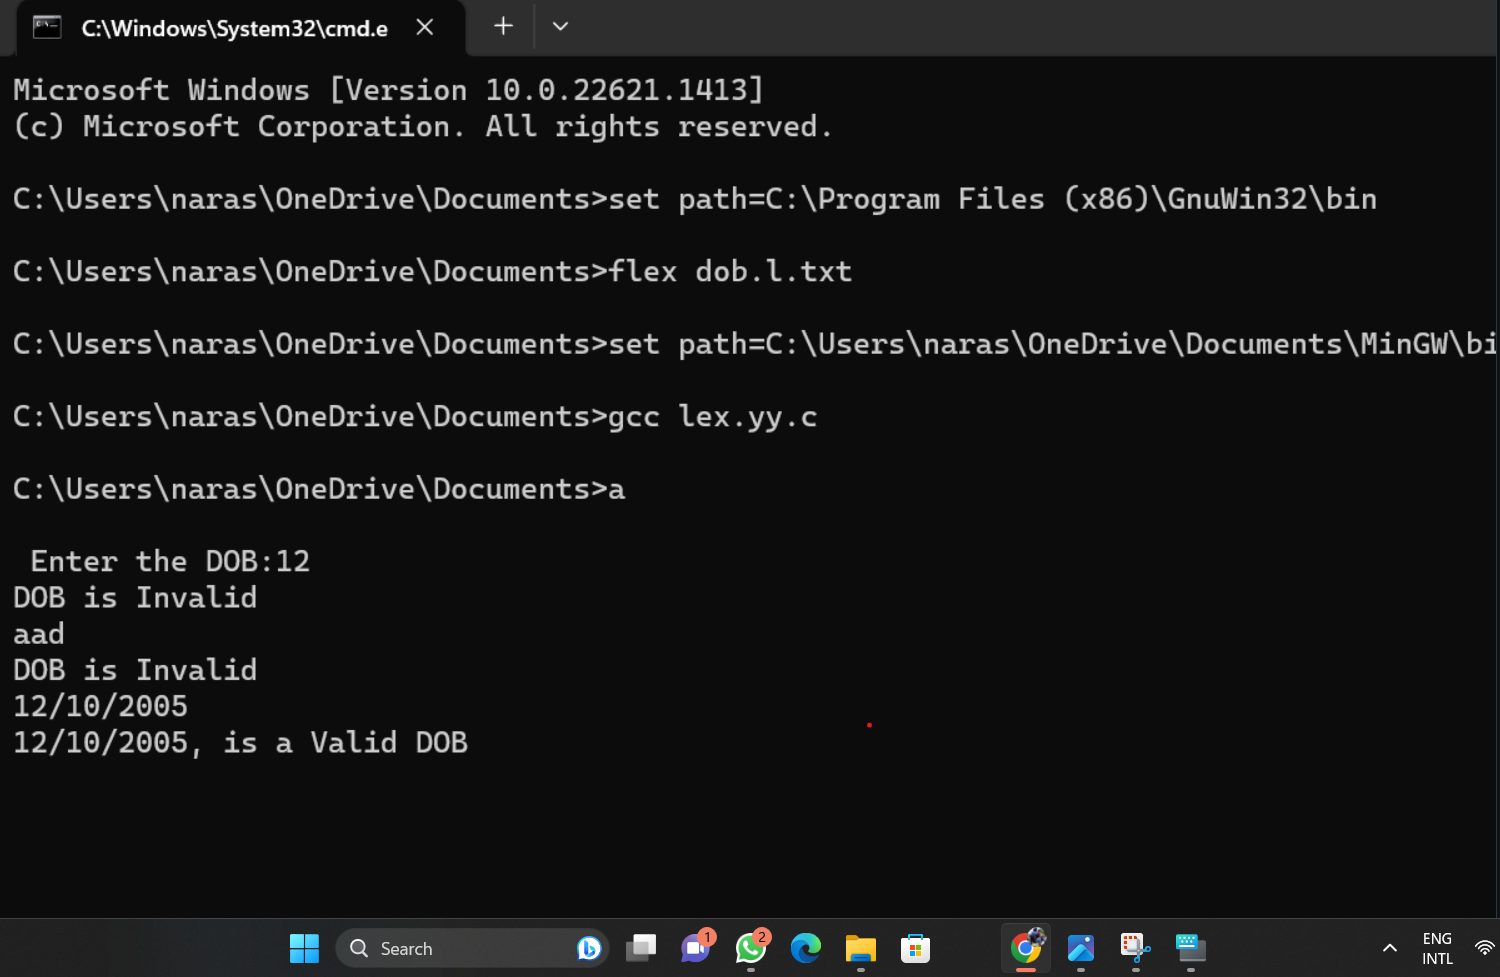 C:\Windows\System32\cmd.e
Microsoft Windows [Version 10.0.22621.1413]
(c) Microsoft Corporation. All rights reserved.
C:\Users\naras\OneDrive\Documents>set path=C:\Program Files (x86)\GnuWin32\bin
C:\Users\naras\OneDrive\Documents>flex dob.l.txt
C:\Users\naras\OneDrive\Documents>set path=C:\Users\naras\OneDrive\Documents\MinGW\bi
C:\Users\naras\OneDrive\Documents>gcc lex.yy.c
C:\Users\naras\OneDrive\Documents>a
Enter the DOB:12
DOB is Invalid
aad
DOB is Invalid
12/10/2005
12/10/2005, is a Valid DOB
Search
1
2
ENG
INTL